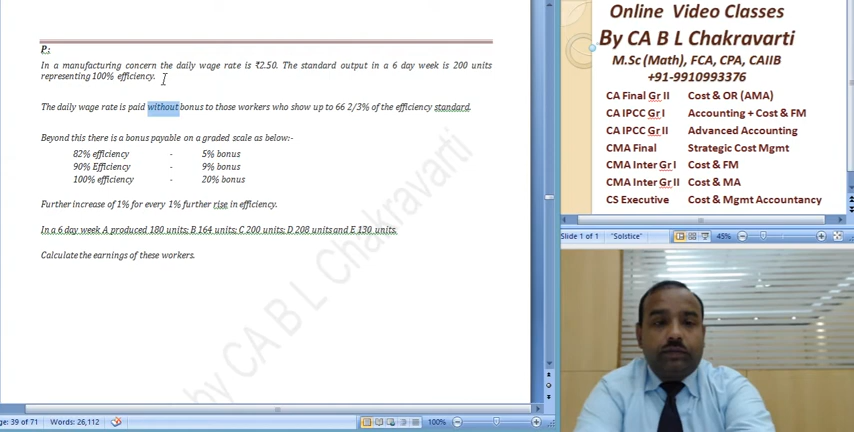 P:
In a manufacturing concern the daily wage rate is ₹2.50. The standard output in a 6 day week is 200 units
representing 100% efficiency.
The daily wage rate is paid without bonus to those workers who show up to 66 2/3% of the efficiency standard.
Beyond this there is a bonus payable on a graded scale as below:-
82% efficiency - 5% bonus
90% Efficiency - 9% bonus
100% efficiency - 20% bonus
Further increase of 1% for every 1% further rise in efficiency.
In a 6 day week A produced 180 units; B 164 units; C 200 units; D 208 units and E 130 units.
Calculate the earnings of these workers.
by CA B L Chakravarti
ge: 39 of 71 Words: 26,112 100%
Online Video Classes
By CA B L Chakravarti
M.Sc (Math), FCA, CPA, CAIIB
+91-9910993376
CA Final Gr II Cost & OR (AMA)
CA IPCC Gr I Accounting + Cost & FM
CA IPCC Gr II Advanced Accounting
CMA Final Strategic Cost Mgmt
CMA Inter Gr I Cost & FM
CMA Inter Gr II Cost & MA
CS Executive Cost & Mgmt Accountancy
Slide 1 of 1 "Solstice" 45%